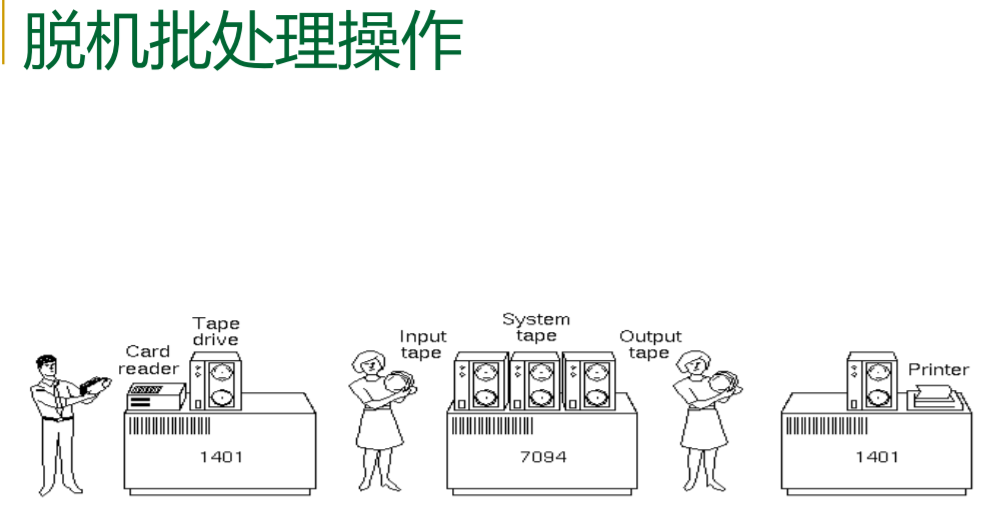 脱机批处理操作
Tape
drive
Card
reader
1401
Input
tape
System
tape
Output
tape
7094
Printer
1401